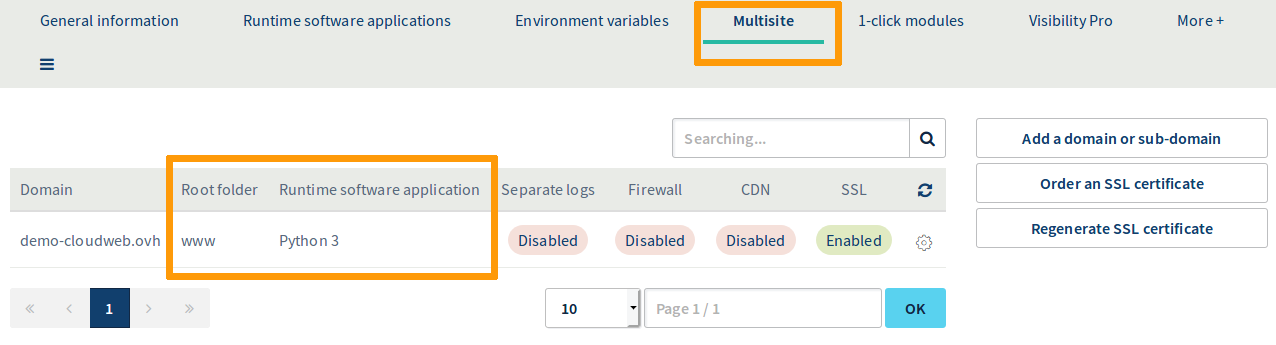 General information Runtime software applications Environment variables Multisite 1-click modules Visibility Pro More +
Searching...
Add a domain or sub-domain
Order an SSL certificate
Regenerate SSL certificate
Domain Root folder Runtime software application Separate logs Firewall CDN SSL
demo-cloudweb.ovh www Python 3 Disabled Disabled Disabled Enabled
« ‹ 1 › » 10 Page 1 / 1 OK